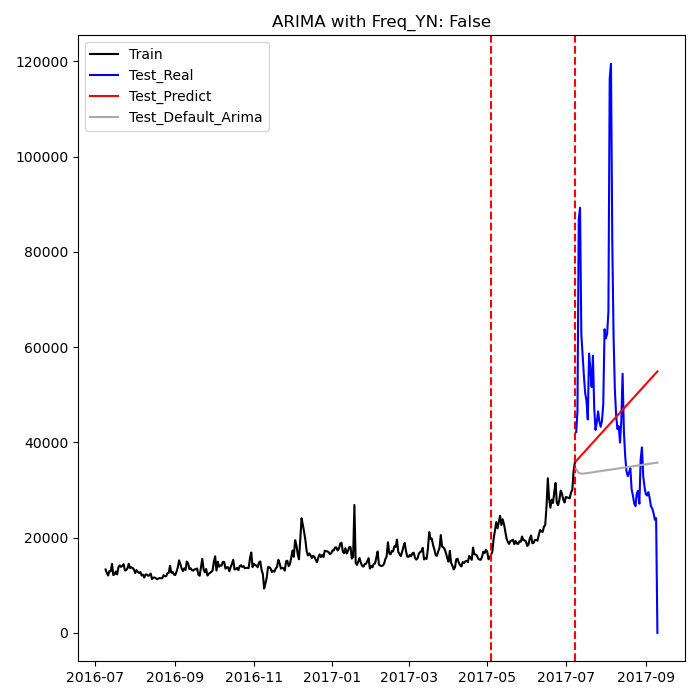 ARIMA with Freq_YN: False
Train
Test_Real
Test_Predict
Test_Default_Arima
120000
100000
80000
60000
40000
20000
0
2016-07 2016-09 2016-11 2017-01 2017-03 2017-05 2017-07 2017-09